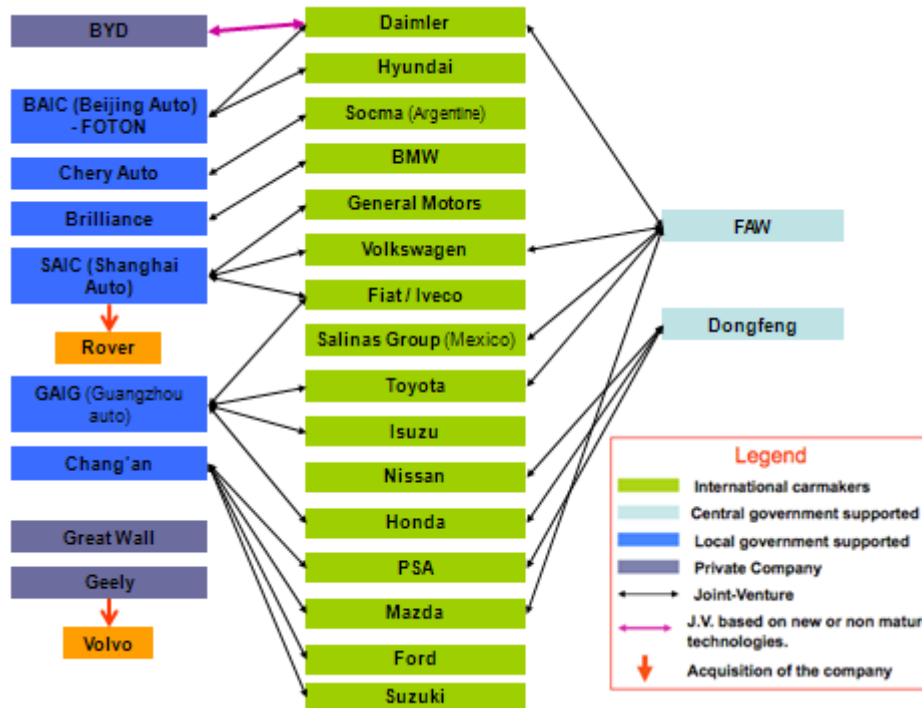 BYD
BAIC (Beijing Auto)
- FOTON
Chery Auto
Brilliance
SAIC (Shanghai
Auto)
Rover
GAIG (Guangzhou
auto)
Chang'an
Great Wall
Geely
Volvo
Daimler
Hyundai
Socma (Argentine)
BMW
General Motors
Volkswagen
Fiat / Iveco
Salinas Group (Mexico)
Toyota
Isuzu
Nissan
Honda
PSA
Mazda
Ford
Suzuki
FAW
Dongfeng
Legend
International carmakers
Central government supported
Local government supported
Private Company
Joint-Venture
J.V. based on new or non matur
technologies.
Acquisition of the company